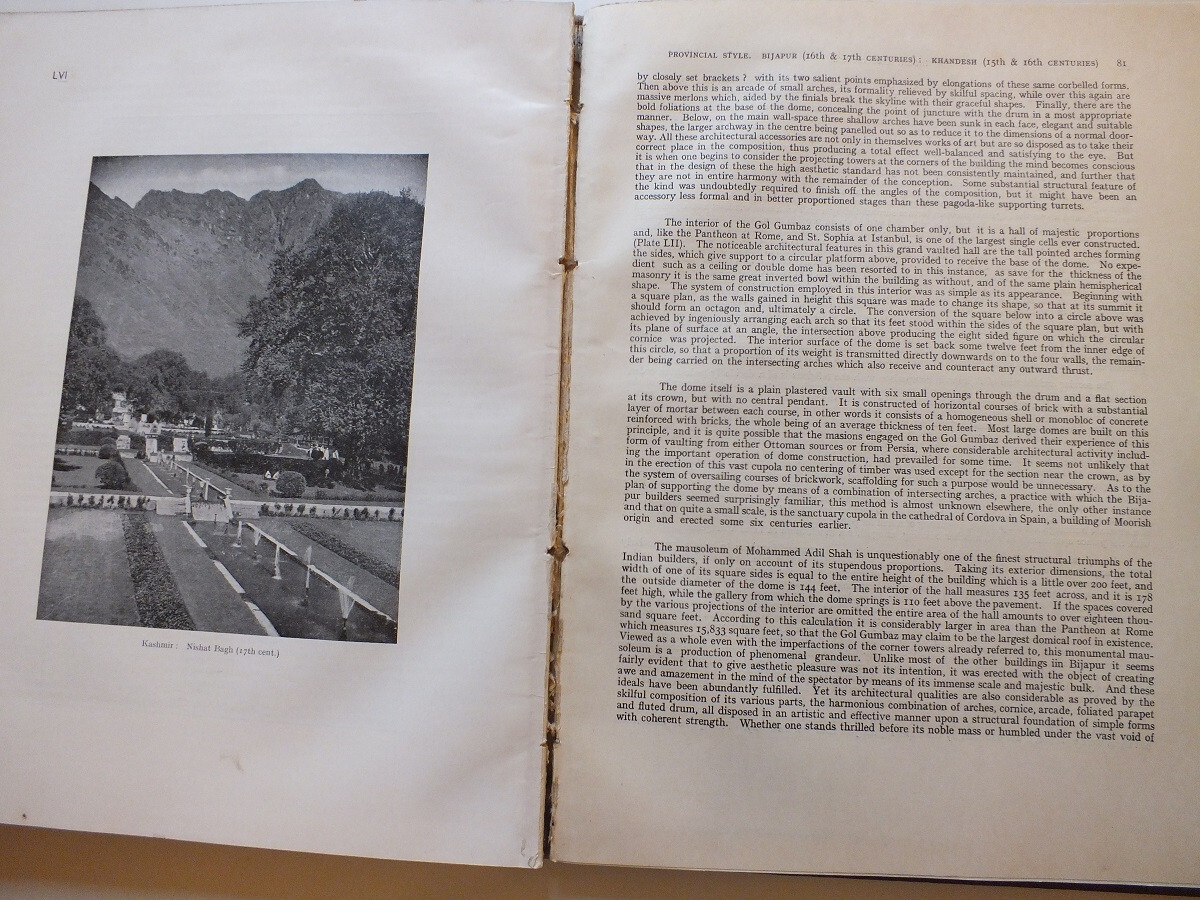 LVI
Kashmir: Nishat Bagh (17th cent.)
PROVINCIAL STYLE. BIJAPUR (16th & 17th CENTURIES): KHANDESH (15th & 16th CENTURIES) 81
by closely set brackets? with its two salient points emphasized by elongations of these same corbelled forms.
Then above this is an arcade of small arches, its formality relieved by skilful spacing, while over this again are
massive merlons which, aided by the finials break the skyline with their graceful shapes. Finally, there are the
bold foliations at the base of the dome, concealing the point of juncture with the drum in a most appropriate
manner. Below, on the main wall-space three shallow arches have been sunk in each face, elegant and suitable
shapes, the larger archway in the centre being panelled out so as to reduce it to the dimensions of a normal door-
way. All these architectural accessories are not only in themselves works of art but are so disposed as to take their
correct place in the composition, thus producing a total effect well-balanced and satisfying to the eye. But
it is when one begins to consider the projecting towers at the corners of the building the mind becomes conscious
that in the design of these the high aesthetic standard has not been consistently maintained, and further that
they are not in entire harmony with the remainder of the conception. Some substantial structural feature of
the kind was undoubtedly required to finish off the angles of the composition, but it might have been an
accessory less formal and in better proportioned stages than these pagoda-like supporting turrets.
The interior of the Gol Gumbaz consists of one chamber only, but it is a hall of majestic proportions
and, like the Pantheon at Rome, and St. Sophia at Istanbul, is one of the largest single cells ever constructed.
(Plate LII). The noticeable architectural features in this grand vaulted hall are the tall pointed arches forming
the sides, which give support to a circular platform above, provided to receive the base of the dome. No expe-
dient such as a ceiling or double dome has been resorted to in this instance, as save for the thickness of the
masonry it is the same great inverted bowl within the building as without, and of the same plain hemispherical
shape. The system of construction employed in this interior was as simple as its appearance. Beginning with
a square plan, as the walls gained in height this square was made to change its shape, so that at its summit it
should form an octagon and, ultimately a circle. The conversion of the square below into a circle above was
achieved by ingeniously arranging each arch so that its feet stood within the sides of the square plan, but with
its plane of surface at an angle, the intersection above producing the eight sided figure on which the circular
cornice was projected. The interior surface of the dome is set back some twelve feet from the inner edge of
this circle, so that a proportion of its weight is transmitted directly downwards on to the four walls, the remain-
der being carried on the intersecting arches which also receive and counteract any outward thrust.
The dome itself is a plain plastered vault with six small openings through the drum and a flat section
at its crown, but with no central pendant. It is constructed of horizontal courses of brick with a substantial
layer of mortar between each course, in other words it consists of a homogeneous shell or monobloc of concrete
reinforced with bricks, the whole being of an average thickness of ten feet. Most large domes are built on this
principle, and it is quite possible that the masions engaged on the Gol Gumbaz derived their experience of this
form of vaulting from either Ottoman sources or from Persia, where considerable architectural activity includ-
ing the important operation of dome construction, had prevailed for some time. It seems not unlikely that
in the erection of this vast cupola no centering of timber was used except for the section near the crown, as by
the system of oversailing courses of brickwork, scaffolding for such a purpose would be unnecessary. As to the
plan of supporting the dome by means of a combination of intersecting arches, a practice with which the Bija-
pur builders seemed surprisingly familiar, this method is almost unknown elsewhere, the only other instance
and that on quite a small scale, is the sanctuary cupola in the cathedral of Cordova in Spain, a building of Moorish
origin and erected some six centuries earlier.
The mausoleum of Mohammed Adil Shah is unquestionably one of the finest structural triumphs of the
Indian builders, if only on account of its stupendous proportions. Taking its exterior dimensions, the total
width of one of its square sides is equal to the entire height of the building which is a little over 200 feet, and
the outside diameter of the dome is 144 feet. The interior of the hall measures 135 feet across, and it is 178
feet high, while the gallery from which the dome springs is 110 feet above the pavement. If the spaces covered
by the various projections of the interior are omitted the entire area of the hall amounts to over eighteen thou-
sand square feet. According to this calculation it is considerably larger in area than the Pantheon at Rome
which measures 15,833 square feet, so that the Gol Gumbaz may claim to be the largest domical roof in existence.
Viewed as a whole even with the imperfections of the corner towers already referred to, this monumental mau-
soleum is a production of phenomenal grandeur. Unlike most of the other buildings iin Bijapur it seems
fairly evident that to give aesthetic pleasure was not its intention, it was erected with the object of creating
awe and amazement in the mind of the spectator by means of its immense scale and majestic bulk. And these
ideals have been abundantly fulfilled. Yet its architectural qualities are also considerable as proved by the
skilful composition of its various parts, the harmonious combination of arches, cornice, arcade, foliated parapet
and fluted drum, all disposed in an artistic and effective manner upon a structural foundation of simple forms
with coherent strength. Whether one stands thrilled before its noble mass or humbled under the vast void of